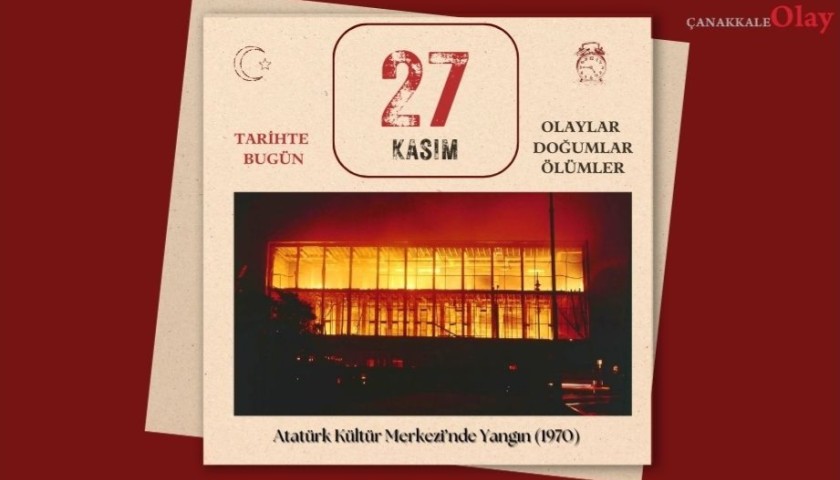 ÇANAKKALEOlay
27
KASIM
TARİHTE
BUGÜN
OLAYLAR
DOĞUMLAR
ÖLÜMLER
Atatürk Kültür Merkezi'nde Yangın (1970)